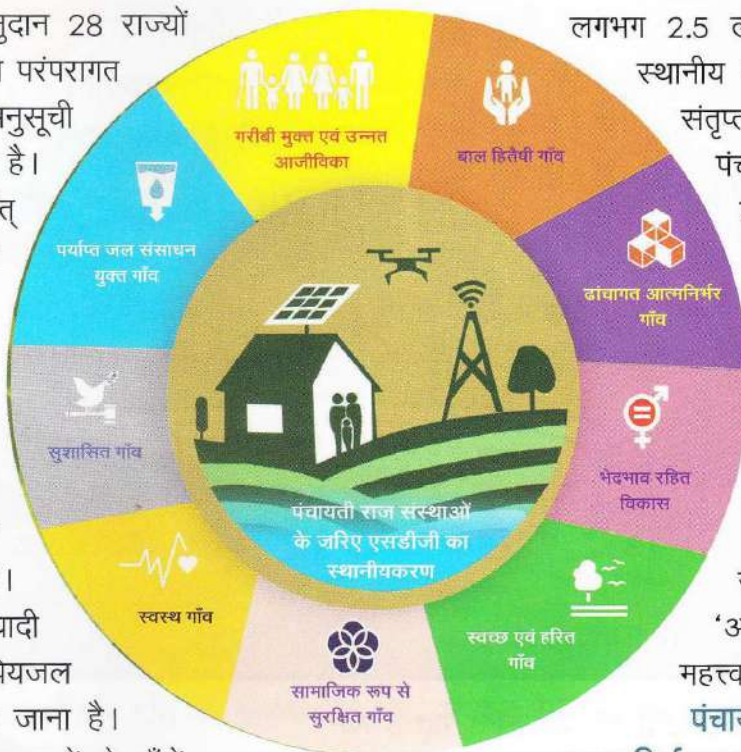 नुदान 28 राज्यों
परंपरागत
नुसूची
है।
त्
।
यादी
पेयजल
जाना है।
गरीबी मुक्त एवं उन्नत
आजीविका
बाल हितैषी गाँव
ढांचागत आत्मनिर्भर
गाँव
भेदभाव रहित
विकास
स्वच्छ एवं हरित
गाँव
सामाजिक रूप से
सुरक्षित गाँव
स्वस्थ गाँव
सुशासित गाँव
पर्याप्त जल संसाधन
युक्त गाँव
पंचायती राज संस्थाओं
के जरिए एसडीजी का
स्थानीयकरण
लगभग 2.5 ल
स्थानीय
संतृप्त
पंच
'अ
महत्त्व
पंचाय